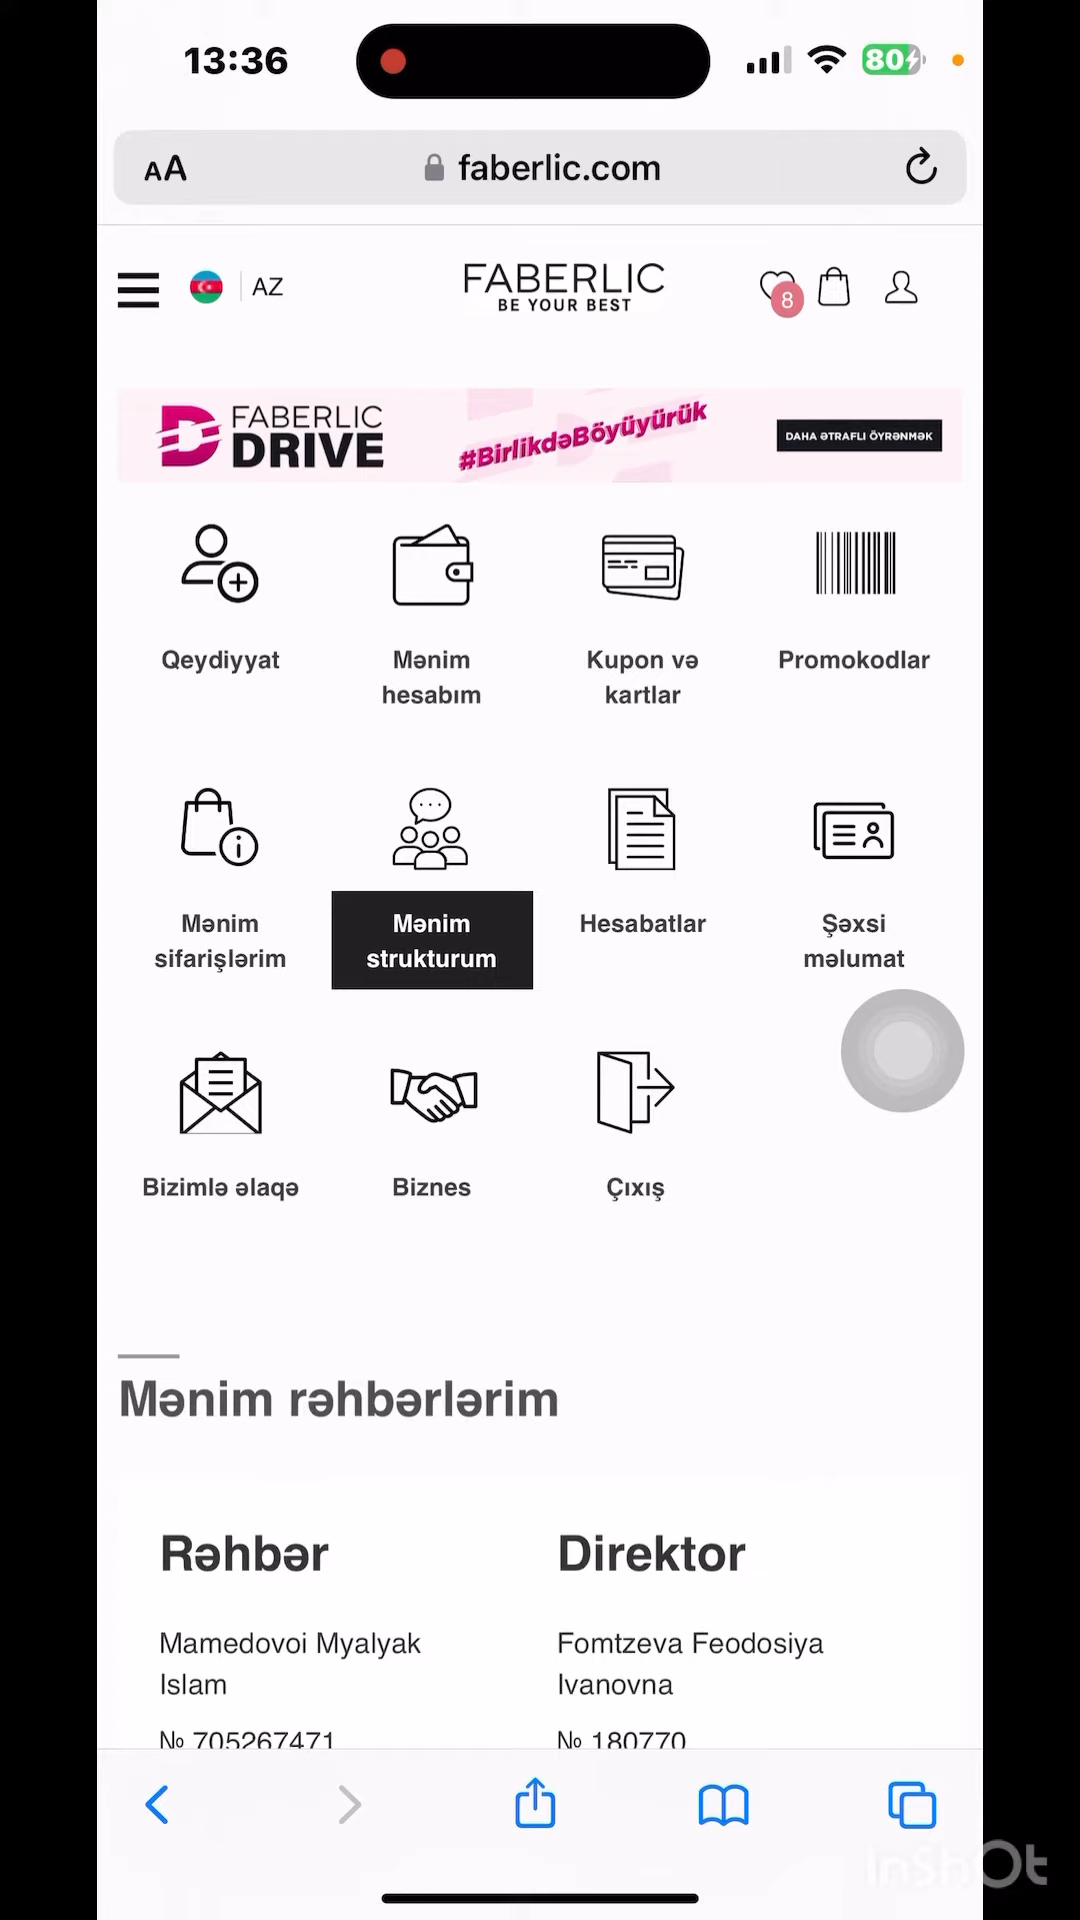 13:36
80
AA
faberlic.com
AZ
FABERLIC
BE YOUR BEST
8
D FABERLIC
DRIVE
#BirlikdəBöyüyürük
DAHA ƏTRAFLI ÖYRƏNMƏK
Qeydiyyat
Mənim
hesabım
Kupon və
kartlar
Promokodlar
Mənim
sifarişlərim
Mənim
strukturum
Hesabatlar
Şəxsi
məlumat
Bizimlə əlaqə
Biznes
Çıxış
Mənim rəhbərlərim
Rəhbər
Direktor
Mamedovoi Myalyak
Islam
Fomtzeva Feodosiya
Ivanovna
№ 705267471
№ 180770
InShOt